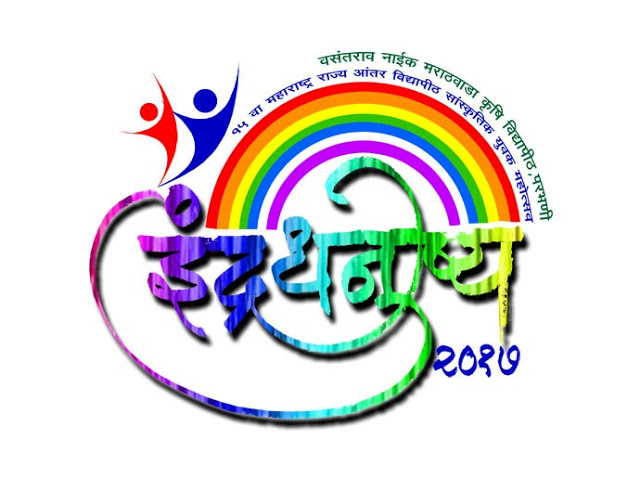 वसंतराव नाईक मराठवाडा कृषि विद्यापीठ, परभणी
१५ वा महाराष्ट्र राज्य आंतर विद्यापीठ सांस्कृतिक युवक महोत्सव
इंद्रधनुष्य
२०१७